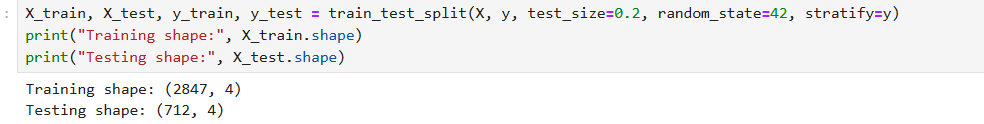 : X_train, X_test, y_train, y_test = train_test_split(X, y, test_size=0.2, random_state=42, stratify=y)
print("Training shape:", X_train.shape)
print("Testing shape:", X_test.shape)
Training shape: (2847, 4)
Testing shape: (712, 4)